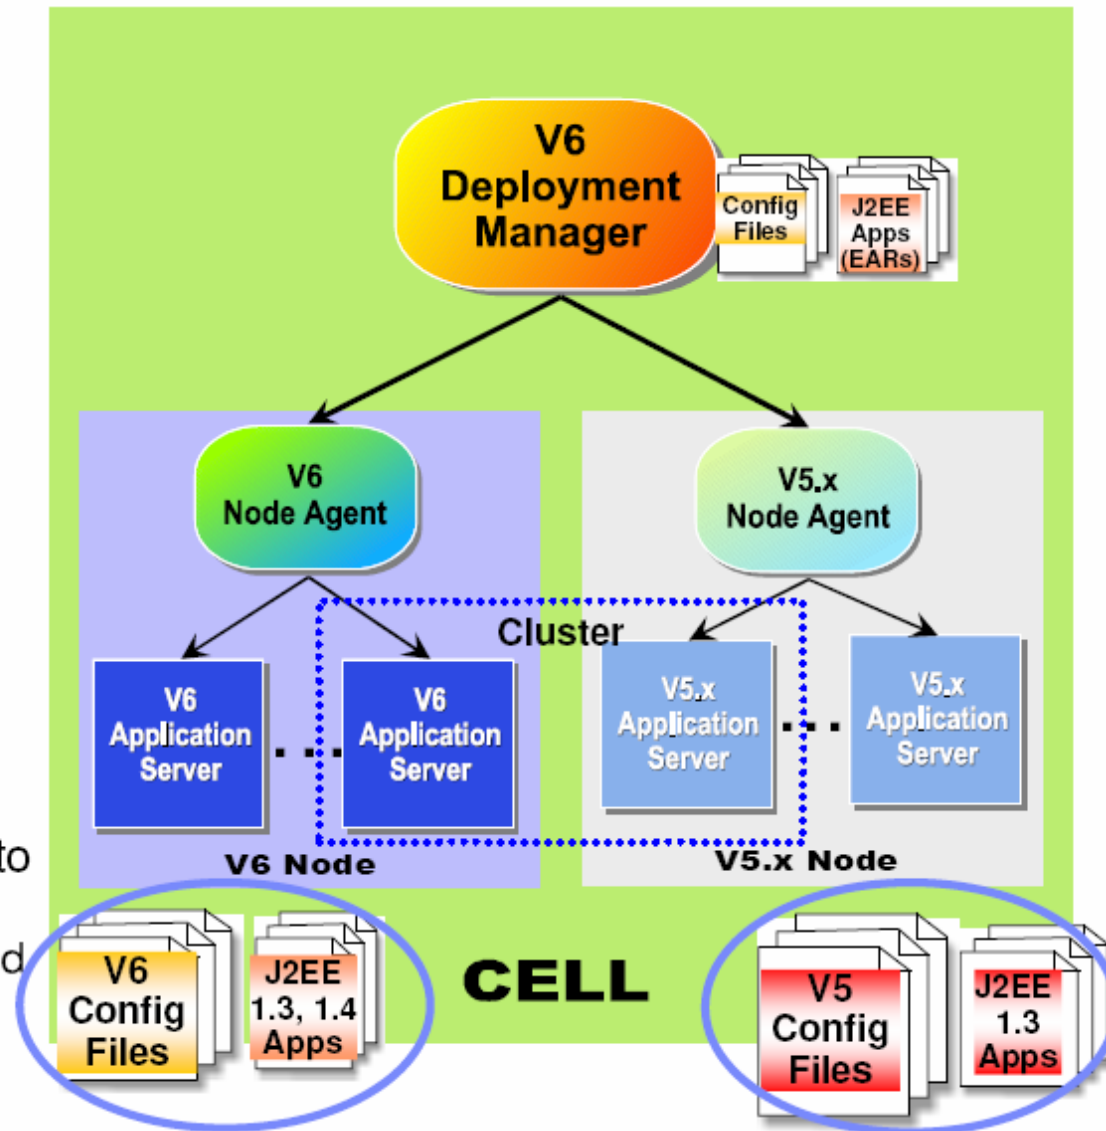 V6
Deployment
Manager
Config
Files
J2EE
Apps
(EARs)
V6
Node Agent
V5.x
Node Agent
Cluster
V6
Application
Server
...
V6
Application
Server
V5.x
Application
Server
...
V5.x
Application
Server
to
V6 Node
V5.x Node
d
V6
Config
Files
J2EE
1.3, 1.4
Apps
CELL
V5
Config
Files
J2EE
1.3
Apps